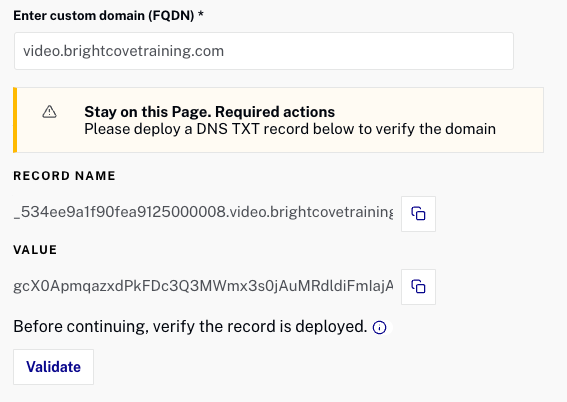 Enter custom domain (FQDN) *
video.brightcovetraining.com
Stay on this Page. Required actions
Please deploy a DNS TXT record below to verify the domain
RECORD NAME
_534ee9a1f90fea9125000008.video.brightcovetraining
VALUE
gcX0ApmqazxdPkFDc3Q3MWmx3s0jAuMRdldiFmIajA
Before continuing, verify the record is deployed.
Validate